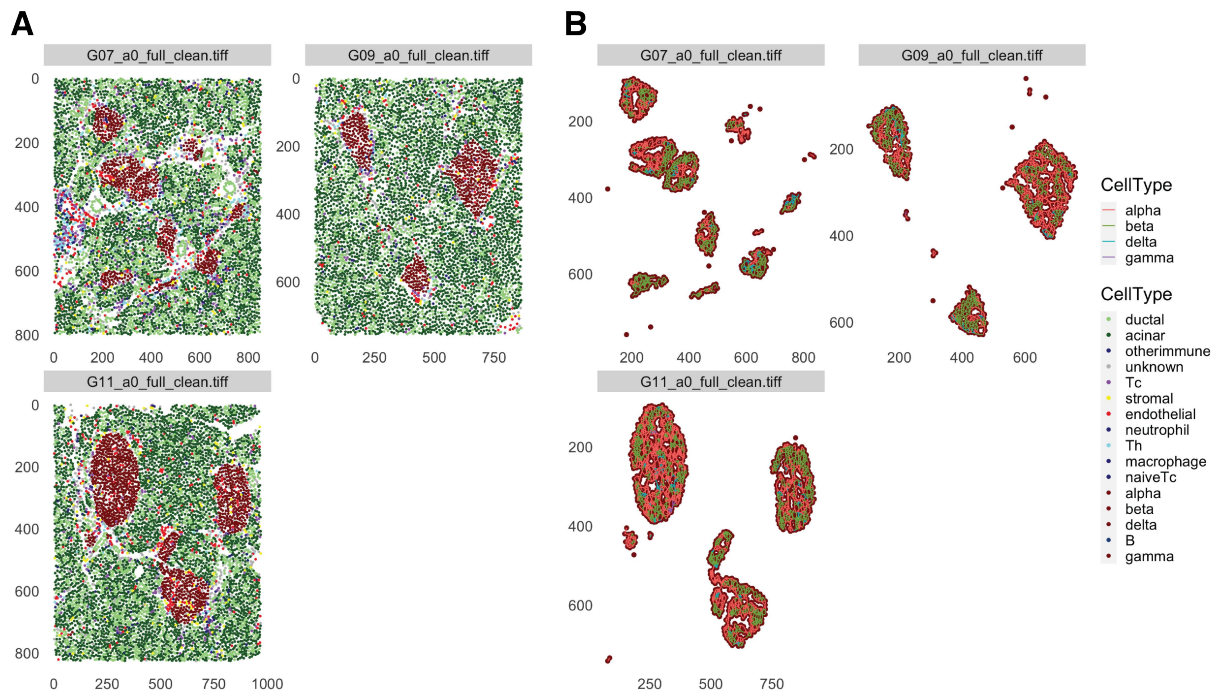 A
G07_a0_full_clean.tiff
G09_a0_full_clean.tiff
0
200
400
600
800
0 200 400 600 800
0
200
400
600
0 250 500 750
G11_a0_full_clean.tiff
0
200
400
600
800
0 250 500 750 1000
B
G07_a0_full_clean.tiff
G09_a0_full_clean.tiff
200
400
600
200 400 600 800
200
400
600
200 400 600
G11_a0_full_clean.tiff
200
400
600
250 500 750
CellType
alpha
beta
delta
gamma
CellType
ductal
acinar
otherimmune
unknown
Tc
stromal
endothelial
neutrophil
Th
macrophage
naiveTc
alpha
beta
delta
B
gamma